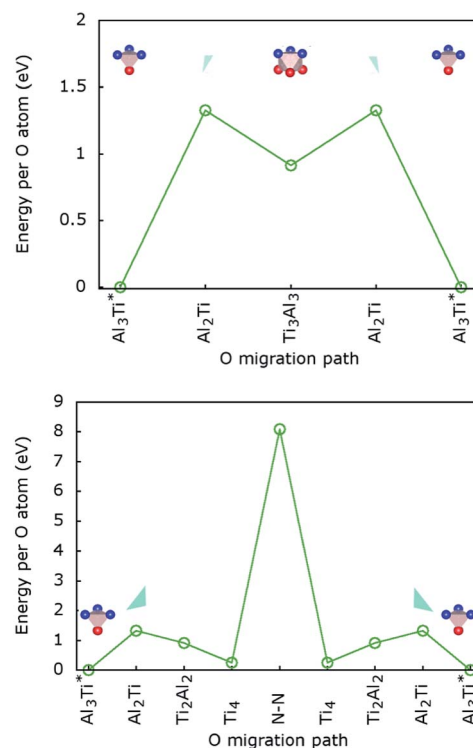 Energy per O atom (eV)
2
1.5
1
0.5
0
Al₃Ti*
Al₂Ti
Ti₃Al₃
Al₂Ti
Al₃Ti*
O migration path
Energy per O atom (eV)
9
8
7
6
5
4
3
2
1
0
Al₃Ti*
Al₂Ti
Ti₂Al₂
Ti₄
N-N
Ti₄
Ti₂Al₂
Al₂Ti
Al₃Ti*
O migration path